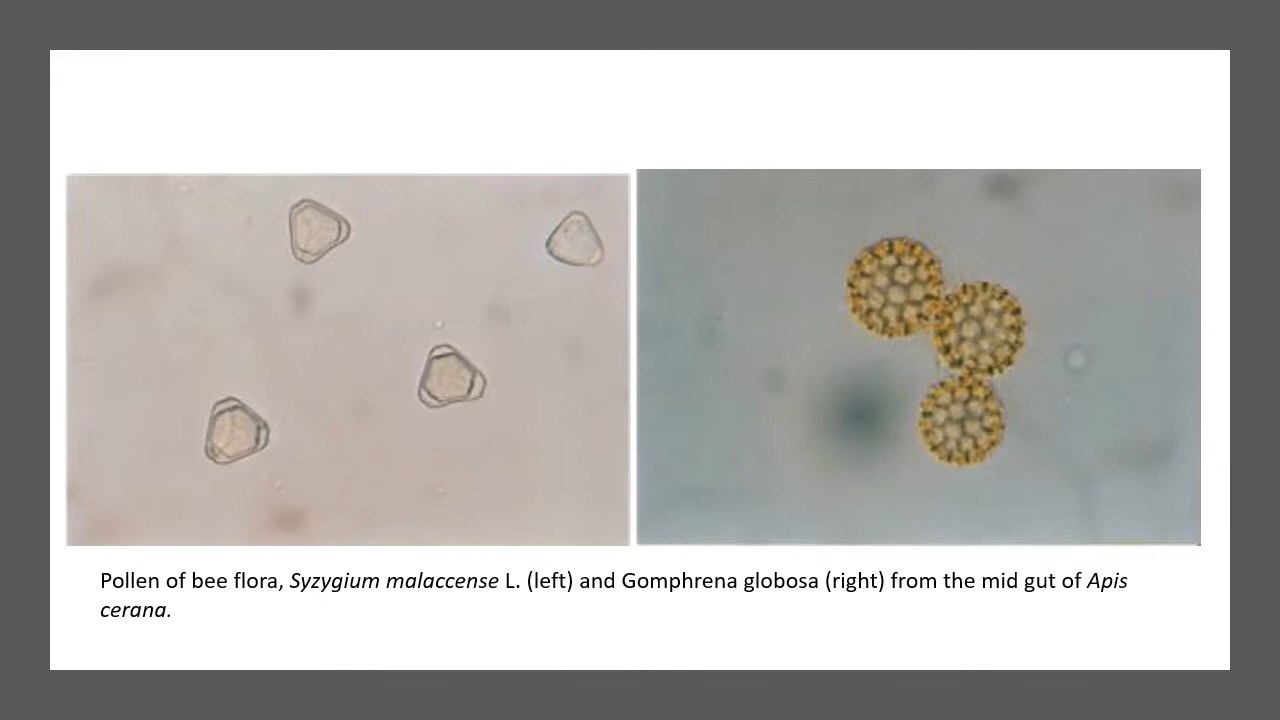 Pollen of bee flora, Syzygium malaccense L. (left) and Gomphrena globosa (right) from the mid gut of Apis
cerana.